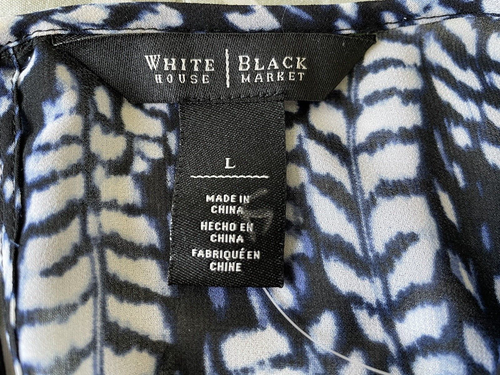 WHITE | BLACK
HOUSE | MARKET
L
MADE IN
CHINA
HECHO EN
CHINA
FABRIQUÉ EN
CHINE